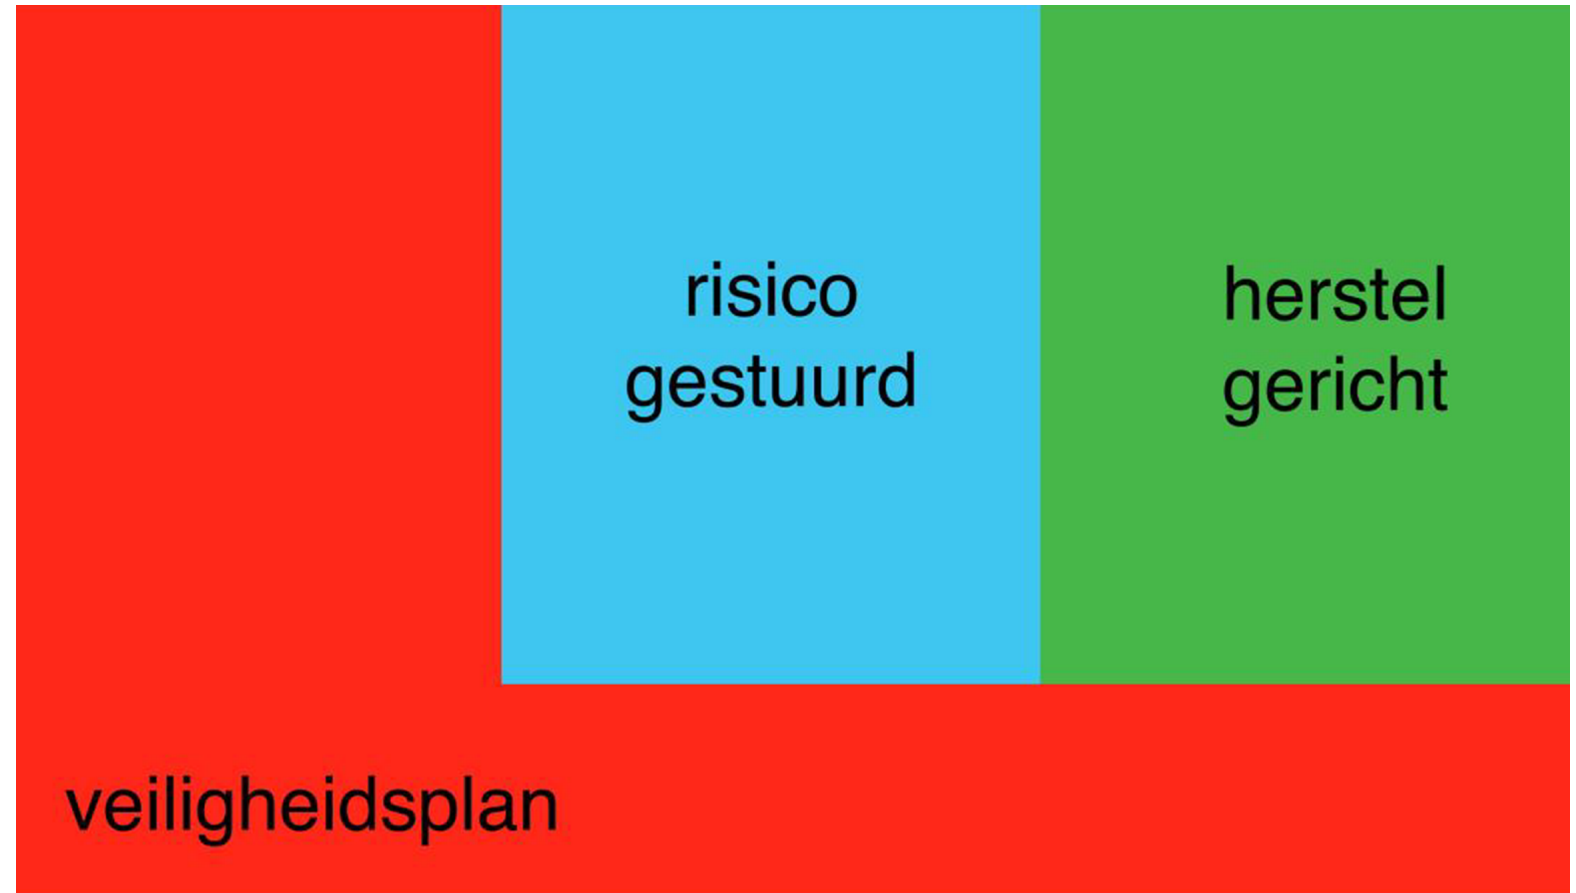 risico
gestuurd
herstel
gericht
veiligheidsplan